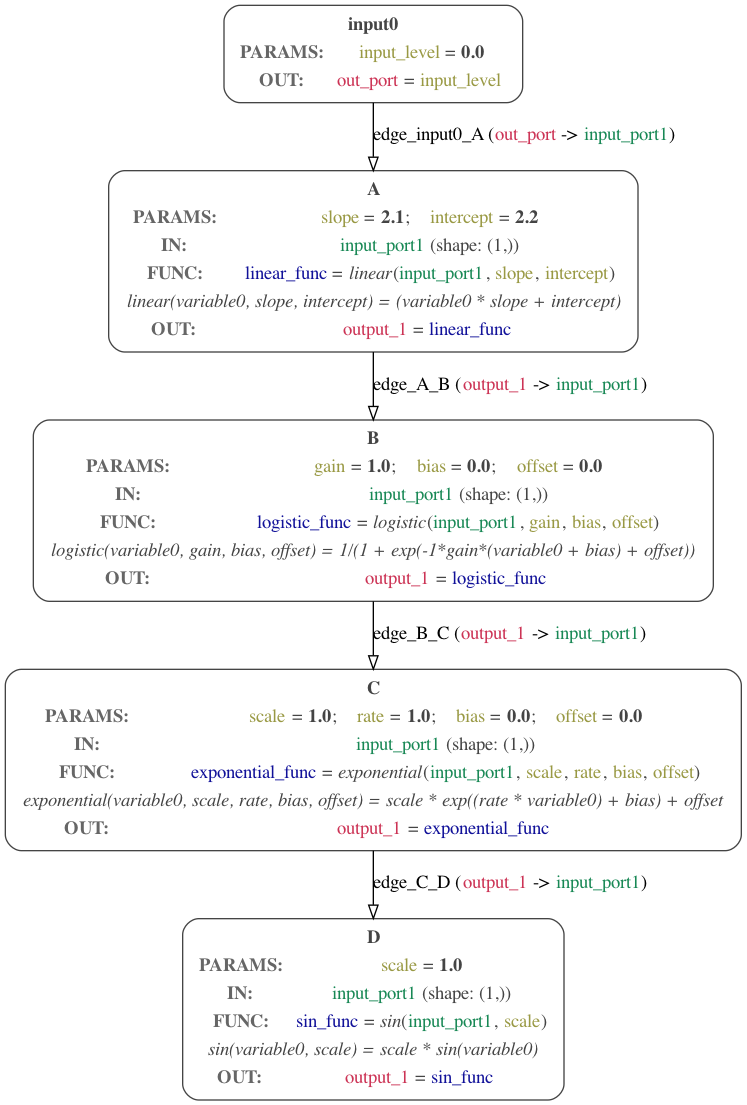 input0
PARAMS: input_level = 0.0
OUT: out_port = input_level
edge_input0_A (out_port -> input_port1)
A
PARAMS: slope = 2.1; intercept = 2.2
IN: input_port1 (shape: (1,))
FUNC: linear_func = linear(input_port1, slope, intercept)
linear(variable0, slope, intercept) = (variable0 * slope + intercept)
OUT: output_1 = linear_func
edge_A_B (output_1 -> input_port1)
B
PARAMS: gain = 1.0; bias = 0.0; offset = 0.0
IN: input_port1 (shape: (1,))
FUNC: logistic_func = logistic(input_port1, gain, bias, offset)
logistic(variable0, gain, bias, offset) = 1/(1 + exp(-1*gain*(variable0 + bias) + offset))
OUT: output_1 = logistic_func
edge_B_C (output_1 -> input_port1)
C
PARAMS: scale = 1.0; rate = 1.0; bias = 0.0; offset = 0.0
IN: input_port1 (shape: (1,))
FUNC: exponential_func = exponential(input_port1, scale, rate, bias, offset)
exponential(variable0, scale, rate, bias, offset) = scale * exp((rate * variable0) + bias) + offset
OUT: output_1 = exponential_func
edge_C_D (output_1 -> input_port1)
D
PARAMS: scale = 1.0
IN: input_port1 (shape: (1,))
FUNC: sin_func = sin(input_port1, scale)
sin(variable0, scale) = scale * sin(variable0)
OUT: output_1 = sin_func